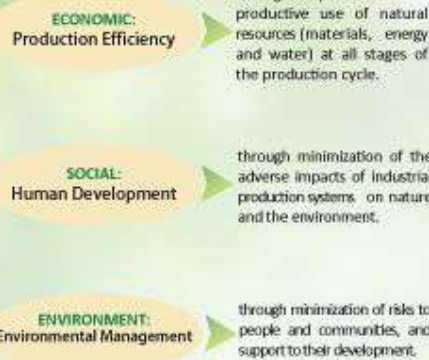 ECONOMIC:
Production Efficiency
productive use of natural
resources (materials, energy
and water) at all stages of
the production cycle.
SOCIAL:
Human Development
through minimization of the
adverse impacts of industrial
production systems on nature
and the environment.
ENVIRONMENT:
Environmental Management
through minimization of risks to
people and communities, and
support to their development.